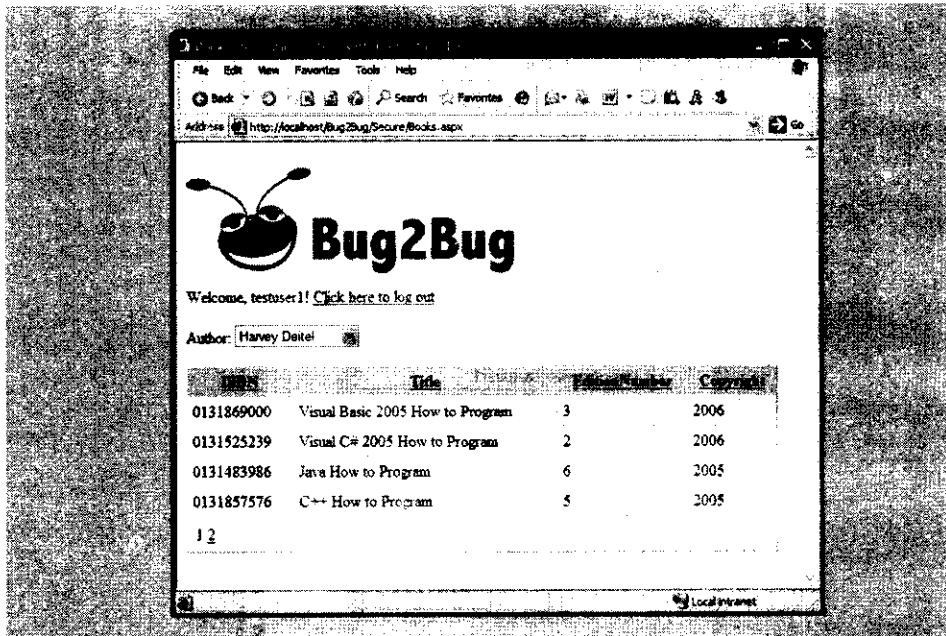 File Edit View Favorites Tools Help
Back Search Favorites
Address http://localhost/Bug2Bug/Secure/Books.aspx Go
Bug2Bug
Welcome, testuser1! Click here to log out
Author: Harvey Deitel
ISBN Title EditionNumber Copyright
0131869000 Visual Basic 2005 How to Program 3 2006
0131525239 Visual C# 2005 How to Program 2 2006
0131483986 Java How to Program 6 2005
0131857576 C++ How to Program 5 2005
1 2
Local intranet